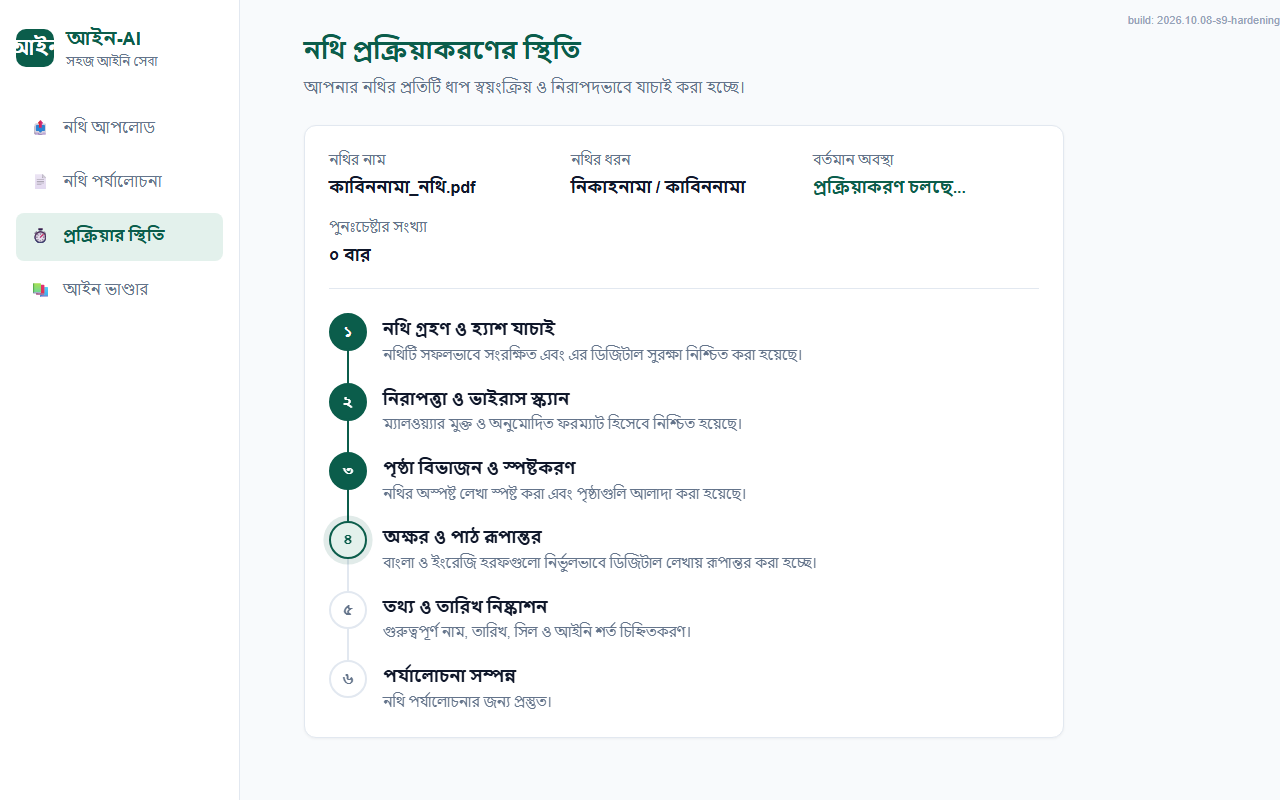 build: 2026.10.08-s9-hardening
আইন
আইন-AI
সহজ আইনি সেবা
নথি আপলোড
নথি পর্যালোচনা
প্রক্রিয়ার স্থিতি
আইন ভাণ্ডার
নথি প্রক্রিয়াকরণের স্থিতি
আপনার নথির প্রতিটি ধাপ স্বয়ংক্রিয় ও নিরাপদভাবে যাচাই করা হচ্ছে।
নথির নাম
কাবিননামা_নথি.pdf
নথির ধরন
নিকাহনামা / কাবিননামা
বর্তমান অবস্থা
প্রক্রিয়াকরণ চলছে...
পুনঃচেষ্টার সংখ্যা
০ বার
১
নথি গ্রহণ ও হ্যাশ যাচাই
নথিটি সফলভাবে সংরক্ষিত এবং এর ডিজিটাল সুরক্ষা নিশ্চিত করা হয়েছে।
২
নিরাপত্তা ও ভাইরাস স্ক্যান
ম্যালওয়্যার মুক্ত ও অনুমোদিত ফরম্যাট হিসেবে নিশ্চিত হয়েছে।
৩
পৃষ্ঠা বিভাজন ও স্পষ্টকরণ
নথির অস্পষ্ট লেখা স্পষ্ট করা এবং পৃষ্ঠাগুলি আলাদা করা হয়েছে।
৪
অক্ষর ও পাঠ রূপান্তর
বাংলা ও ইংরেজি হরফগুলো নির্ভুলভাবে ডিজিটাল লেখায় রূপান্তর করা হচ্ছে।
৫
তথ্য ও তারিখ নিষ্কাশন
গুরুত্বপূর্ণ নাম, তারিখ, সিল ও আইনি শর্ত চিহ্নিতকরণ।
৬
পর্যালোচনা সম্পন্ন
নথি পর্যালোচনার জন্য প্রস্তুত।